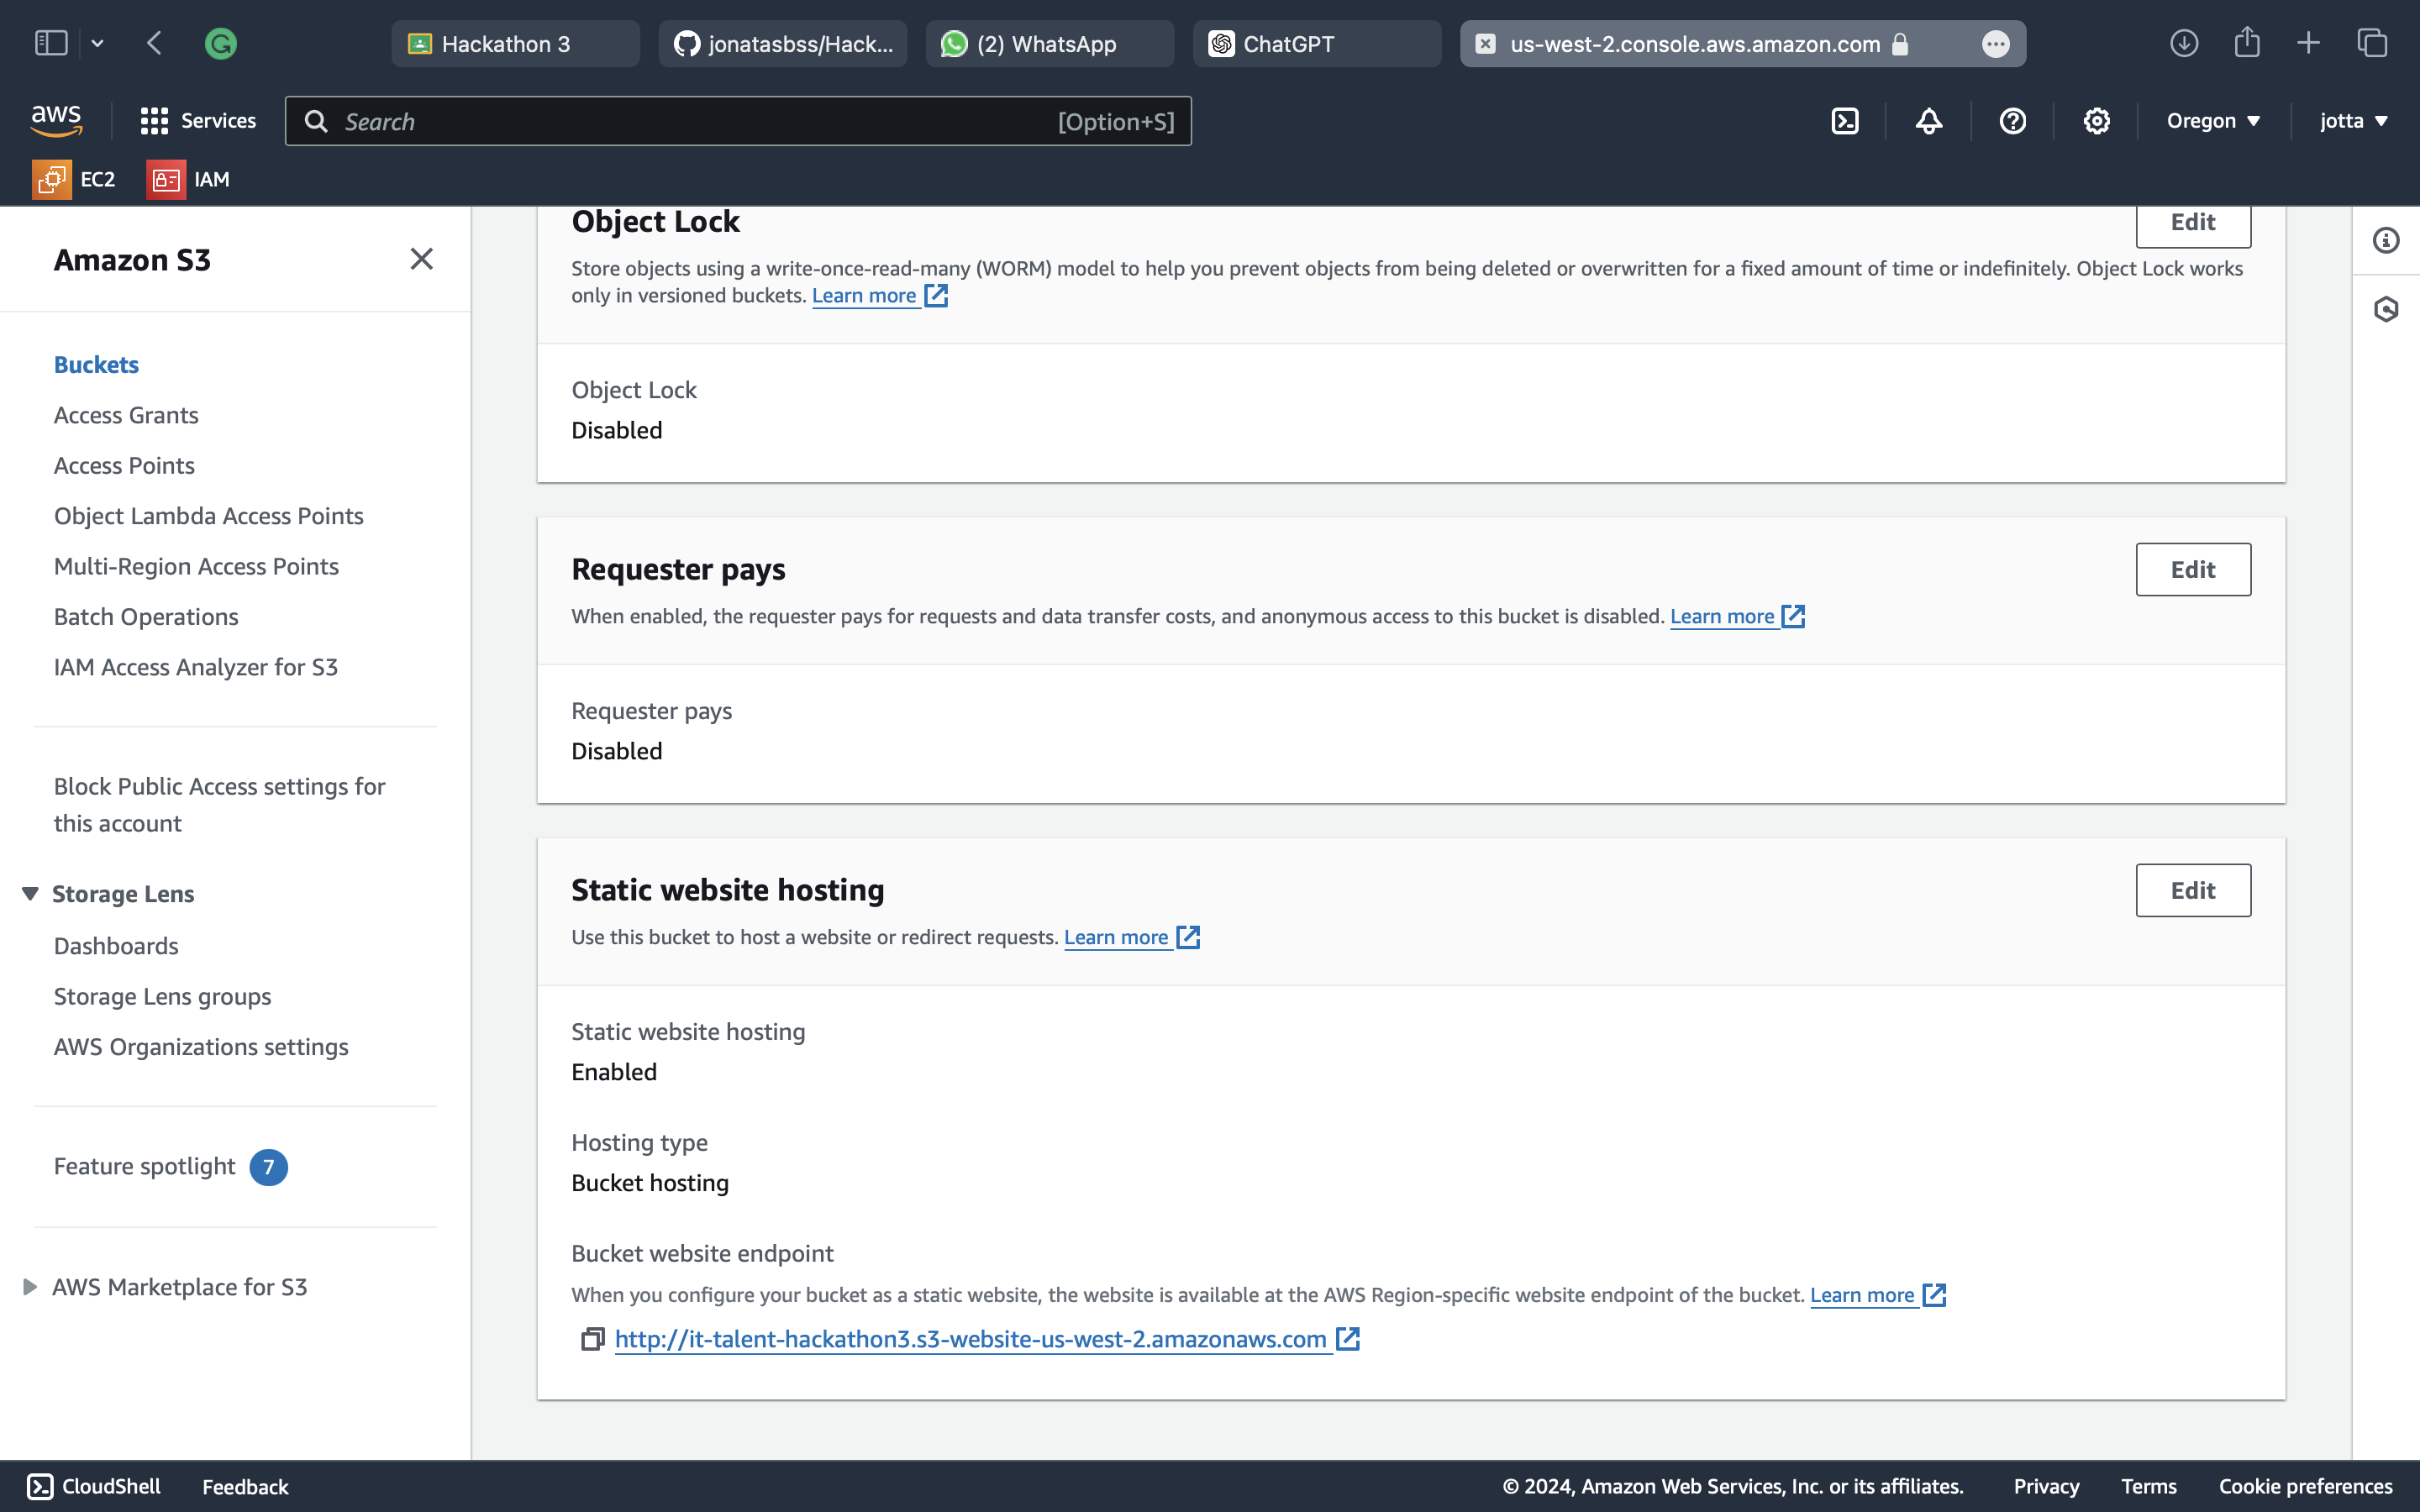 Hackathon 3
jonatasbss/Hack...
(2) WhatsApp
ChatGPT
us-west-2.console.aws.amazon.com
aws
Services
Search
[Option+S]
Oregon
jotta
EC2
IAM
Amazon S3
Buckets
Access Grants
Access Points
Object Lambda Access Points
Multi-Region Access Points
Batch Operations
IAM Access Analyzer for S3
Block Public Access settings for
this account
Storage Lens
Dashboards
Storage Lens groups
AWS Organizations settings
Feature spotlight 7
AWS Marketplace for S3
Object Lock
Edit
Store objects using a write-once-read-many (WORM) model to help you prevent objects from being deleted or overwritten for a fixed amount of time or indefinitely. Object Lock works
only in versioned buckets. Learn more
Object Lock
Disabled
Requester pays
Edit
When enabled, the requester pays for requests and data transfer costs, and anonymous access to this bucket is disabled. Learn more
Requester pays
Disabled
Static website hosting
Edit
Use this bucket to host a website or redirect requests. Learn more
Static website hosting
Enabled
Hosting type
Bucket hosting
Bucket website endpoint
When you configure your bucket as a static website, the website is available at the AWS Region-specific website endpoint of the bucket. Learn more
http://it-talent-hackathon3.s3-website-us-west-2.amazonaws.com
CloudShell
Feedback
© 2024, Amazon Web Services, Inc. or its affiliates.
Privacy
Terms
Cookie preferences